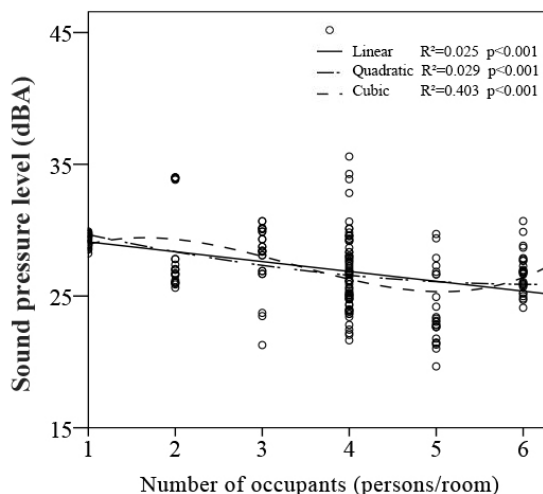 45
Linear R²=0.025 p<0.001
Quadratic R²=0.029 p<0.001
Cubic R²=0.403 p<0.001
35
25
15
Sound pressure level (dBA)
1 2 3 4 5 6
Number of occupants (persons/room)